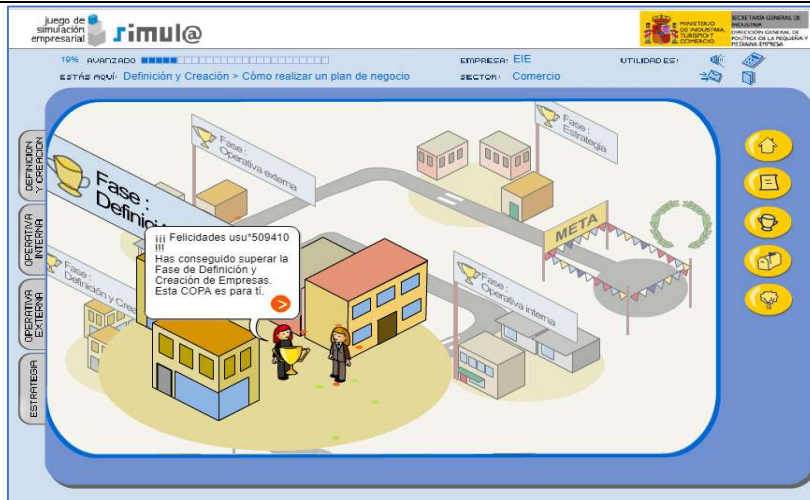 juego de
simulación
empresarial
simul@
MINISTERIO
DE INDUSTRIA,
TURISMO Y
COMERCIO
SECRETARÍA GENERAL DE
INDUSTRIA
DIRECCIÓN GENERAL DE
POLÍTICA DE LA PEQUEÑA Y
MEDIANA EMPRESA
19% AVANZADO
EMPRESA: EIE
UTILIDADES:
ESTÁS AQUÍ: Definición y Creación > Cómo realizar un plan de negocio
SECTOR: Comercio
DEFINICION
Y CREACION
OPERATIVA
INTERNA
OPERATIVA
EXTERNA
ESTRATEGIA
Fase :
Operativa externa
Fase :
Estrategia
Fase :
Definici
META
Fase :
Definición y Crea
Fase :
Operativa interna
¡¡¡ Felicidades usu*509410
!!!
Has conseguido superar la
Fase de Definición y
Creación de Empresas.
Esta COPA es para tí.